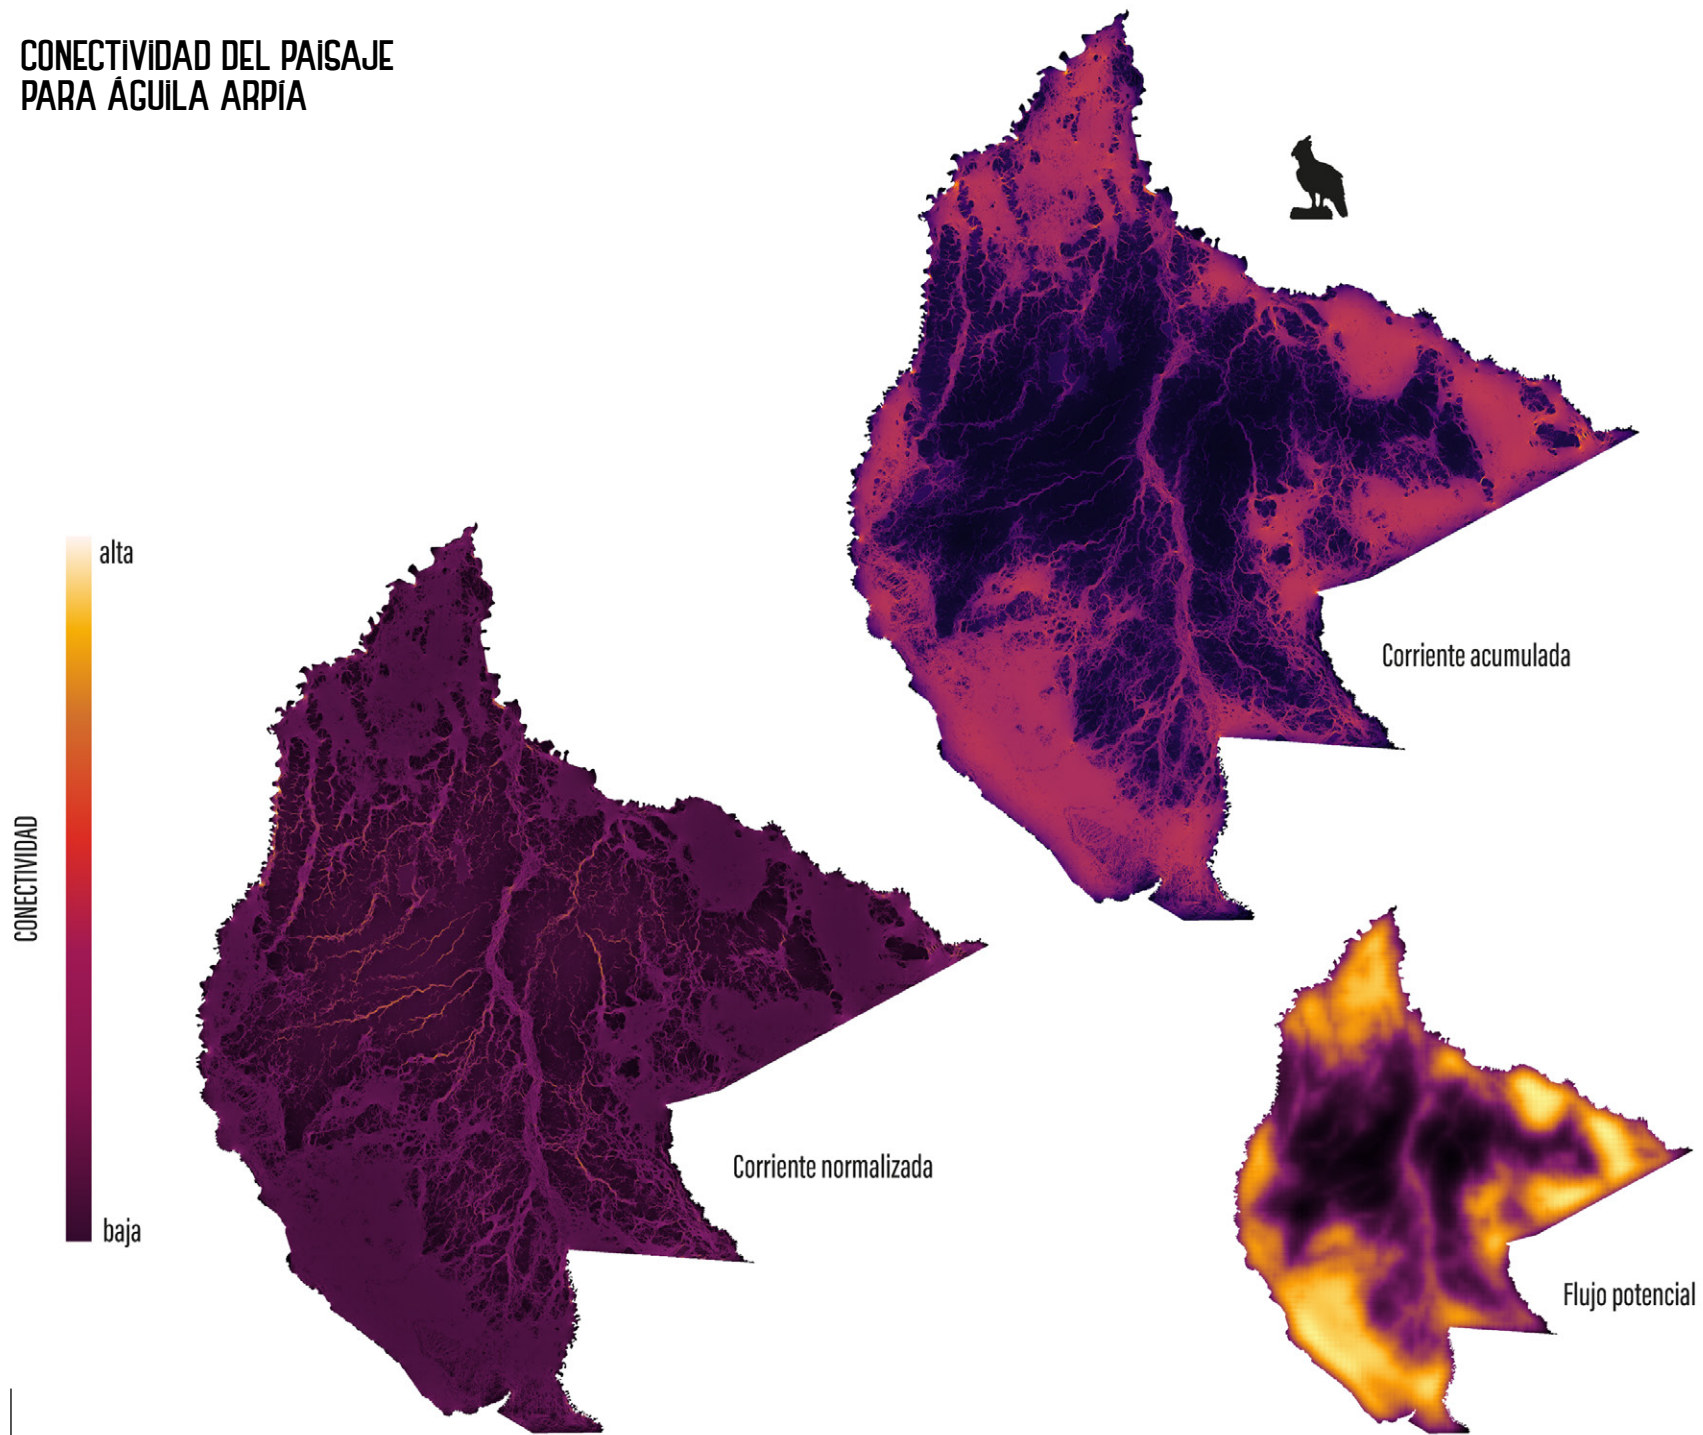 CONECTIVIDAD DEL PAISAJE
PARA ÁGUILA ARPÍA
alta
CONECTIVIDAD
baja
Corriente acumulada
Corriente normalizada
Flujo potencial